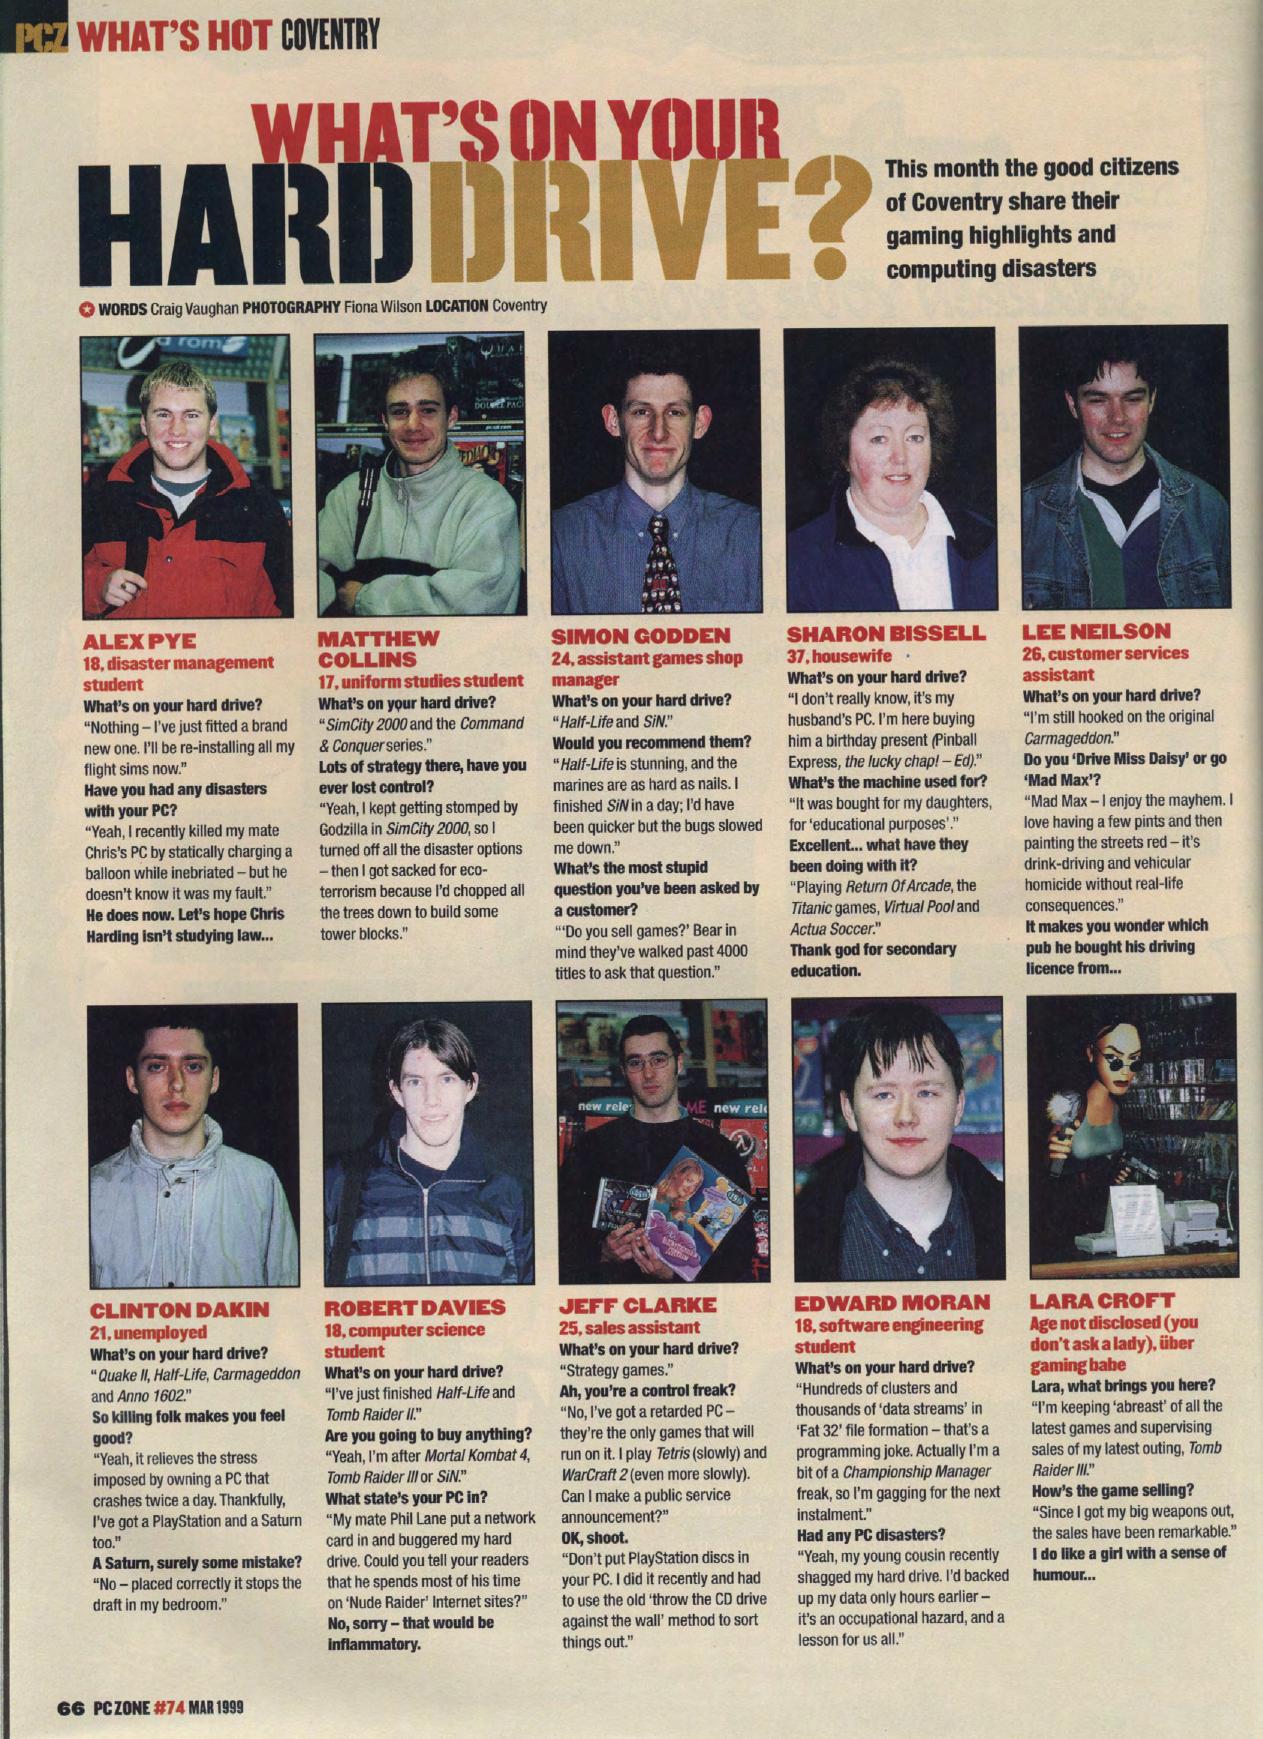 PCZ WHAT'S HOT COVENTRY
WHAT'S ON YOUR
HARD DRIVE?
This month the good citizens
of Coventry share their
gaming highlights and
computing disasters
WORDS Craig Vaughan PHOTOGRAPHY Fiona Wilson LOCATION Coventry
ALEX PYE
18, disaster management
student
What's on your hard drive?
“Nothing – I've just fitted a brand
new one. I'll be re-installing all my
flight sims now.”
Have you had any disasters
with your PC?
“Yeah, I recently killed my mate
Chris's PC by statically charging a
balloon while inebriated – but he
doesn't know it was my fault.”
He does now. Let's hope Chris
Harding isn't studying law...
MATTHEW
COLLINS
17, uniform studies student
What's on your hard drive?
“SimCity 2000 and the Command
& Conquer series.”
Lots of strategy there, have you
ever lost control?
“Yeah, I kept getting stomped by
Godzilla in SimCity 2000, so I
turned off all the disaster options
– then I got sacked for eco-
terrorism because I'd chopped all
the trees down to build some
tower blocks.”
SIMON GODDEN
24, assistant games shop
manager
What's on your hard drive?
“Half-Life and SiN.”
Would you recommend them?
“Half-Life is stunning, and the
marines are as hard as nails. I
finished SiN in a day; I'd have
been quicker but the bugs slowed
me down.”
What's the most stupid
question you've been asked by
a customer?
“‘Do you sell games?’ Bear in
mind they've walked past 4000
titles to ask that question.”
SHARON BISSELL
37, housewife
What's on your hard drive?
“I don't really know, it's my
husband's PC. I'm here buying
him a birthday present (Pinball
Express, the lucky chap! – Ed).”
What's the machine used for?
“It was bought for my daughters,
for ‘educational purposes’.”
Excellent... what have they
been doing with it?
“Playing Return Of Arcade, the
Titanic games, Virtual Pool and
Actua Soccer.”
Thank god for secondary
education.
LEE NEILSON
26, customer services
assistant
What's on your hard drive?
“I'm still hooked on the original
Carmageddon.”
Do you ‘Drive Miss Daisy’ or go
‘Mad Max’?
“Mad Max – I enjoy the mayhem. I
love having a few pints and then
painting the streets red – it's
drink-driving and vehicular
homicide without real-life
consequences.”
It makes you wonder which
pub he bought his driving
licence from...
new rele
ME new rel
CLINTON DAKIN
21, unemployed
What's on your hard drive?
“Quake II, Half-Life, Carmageddon
and Anno 1602.”
So killing folk makes you feel
good?
“Yeah, it relieves the stress
imposed by owning a PC that
crashes twice a day. Thankfully,
I've got a PlayStation and a Saturn
too.”
A Saturn, surely some mistake?
“No – placed correctly it stops the
draft in my bedroom.”
ROBERT DAVIES
18, computer science
student
What's on your hard drive?
“I've just finished Half-Life and
Tomb Raider II.”
Are you going to buy anything?
“Yeah, I'm after Mortal Kombat 4,
Tomb Raider III or SiN.”
What state's your PC in?
“My mate Phil Lane put a network
card in and buggered my hard
drive. Could you tell your readers
that he spends most of his time
on ‘Nude Raider’ Internet sites?”
No, sorry – that would be
inflammatory.
JEFF CLARKE
25, sales assistant
What's on your hard drive?
“Strategy games.”
Ah, you're a control freak?
“No, I've got a retarded PC –
they're the only games that will
run on it. I play Tetris (slowly) and
WarCraft 2 (even more slowly).
Can I make a public service
announcement?”
OK, shoot.
“Don't put PlayStation discs in
your PC. I did it recently and had
to use the old ‘throw the CD drive
against the wall’ method to sort
things out.”
EDWARD MORAN
18, software engineering
student
What's on your hard drive?
“Hundreds of clusters and
thousands of ‘data streams’ in
‘Fat 32’ file formation – that's a
programming joke. Actually I'm a
bit of a Championship Manager
freak, so I'm gagging for the next
instalment.”
Had any PC disasters?
“Yeah, my young cousin recently
shagged my hard drive. I'd backed
up my data only hours earlier –
it's an occupational hazard, and a
lesson for us all.”
LARA CROFT
Age not disclosed (you
don't ask a lady), über
gaming babe
Lara, what brings you here?
“I'm keeping ‘abreast’ of all the
latest games and supervising
sales of my latest outing, Tomb
Raider III.”
How's the game selling?
“Since I got my big weapons out,
the sales have been remarkable.”
I do like a girl with a sense of
humour...
66 PC ZONE #74 MAR 1999